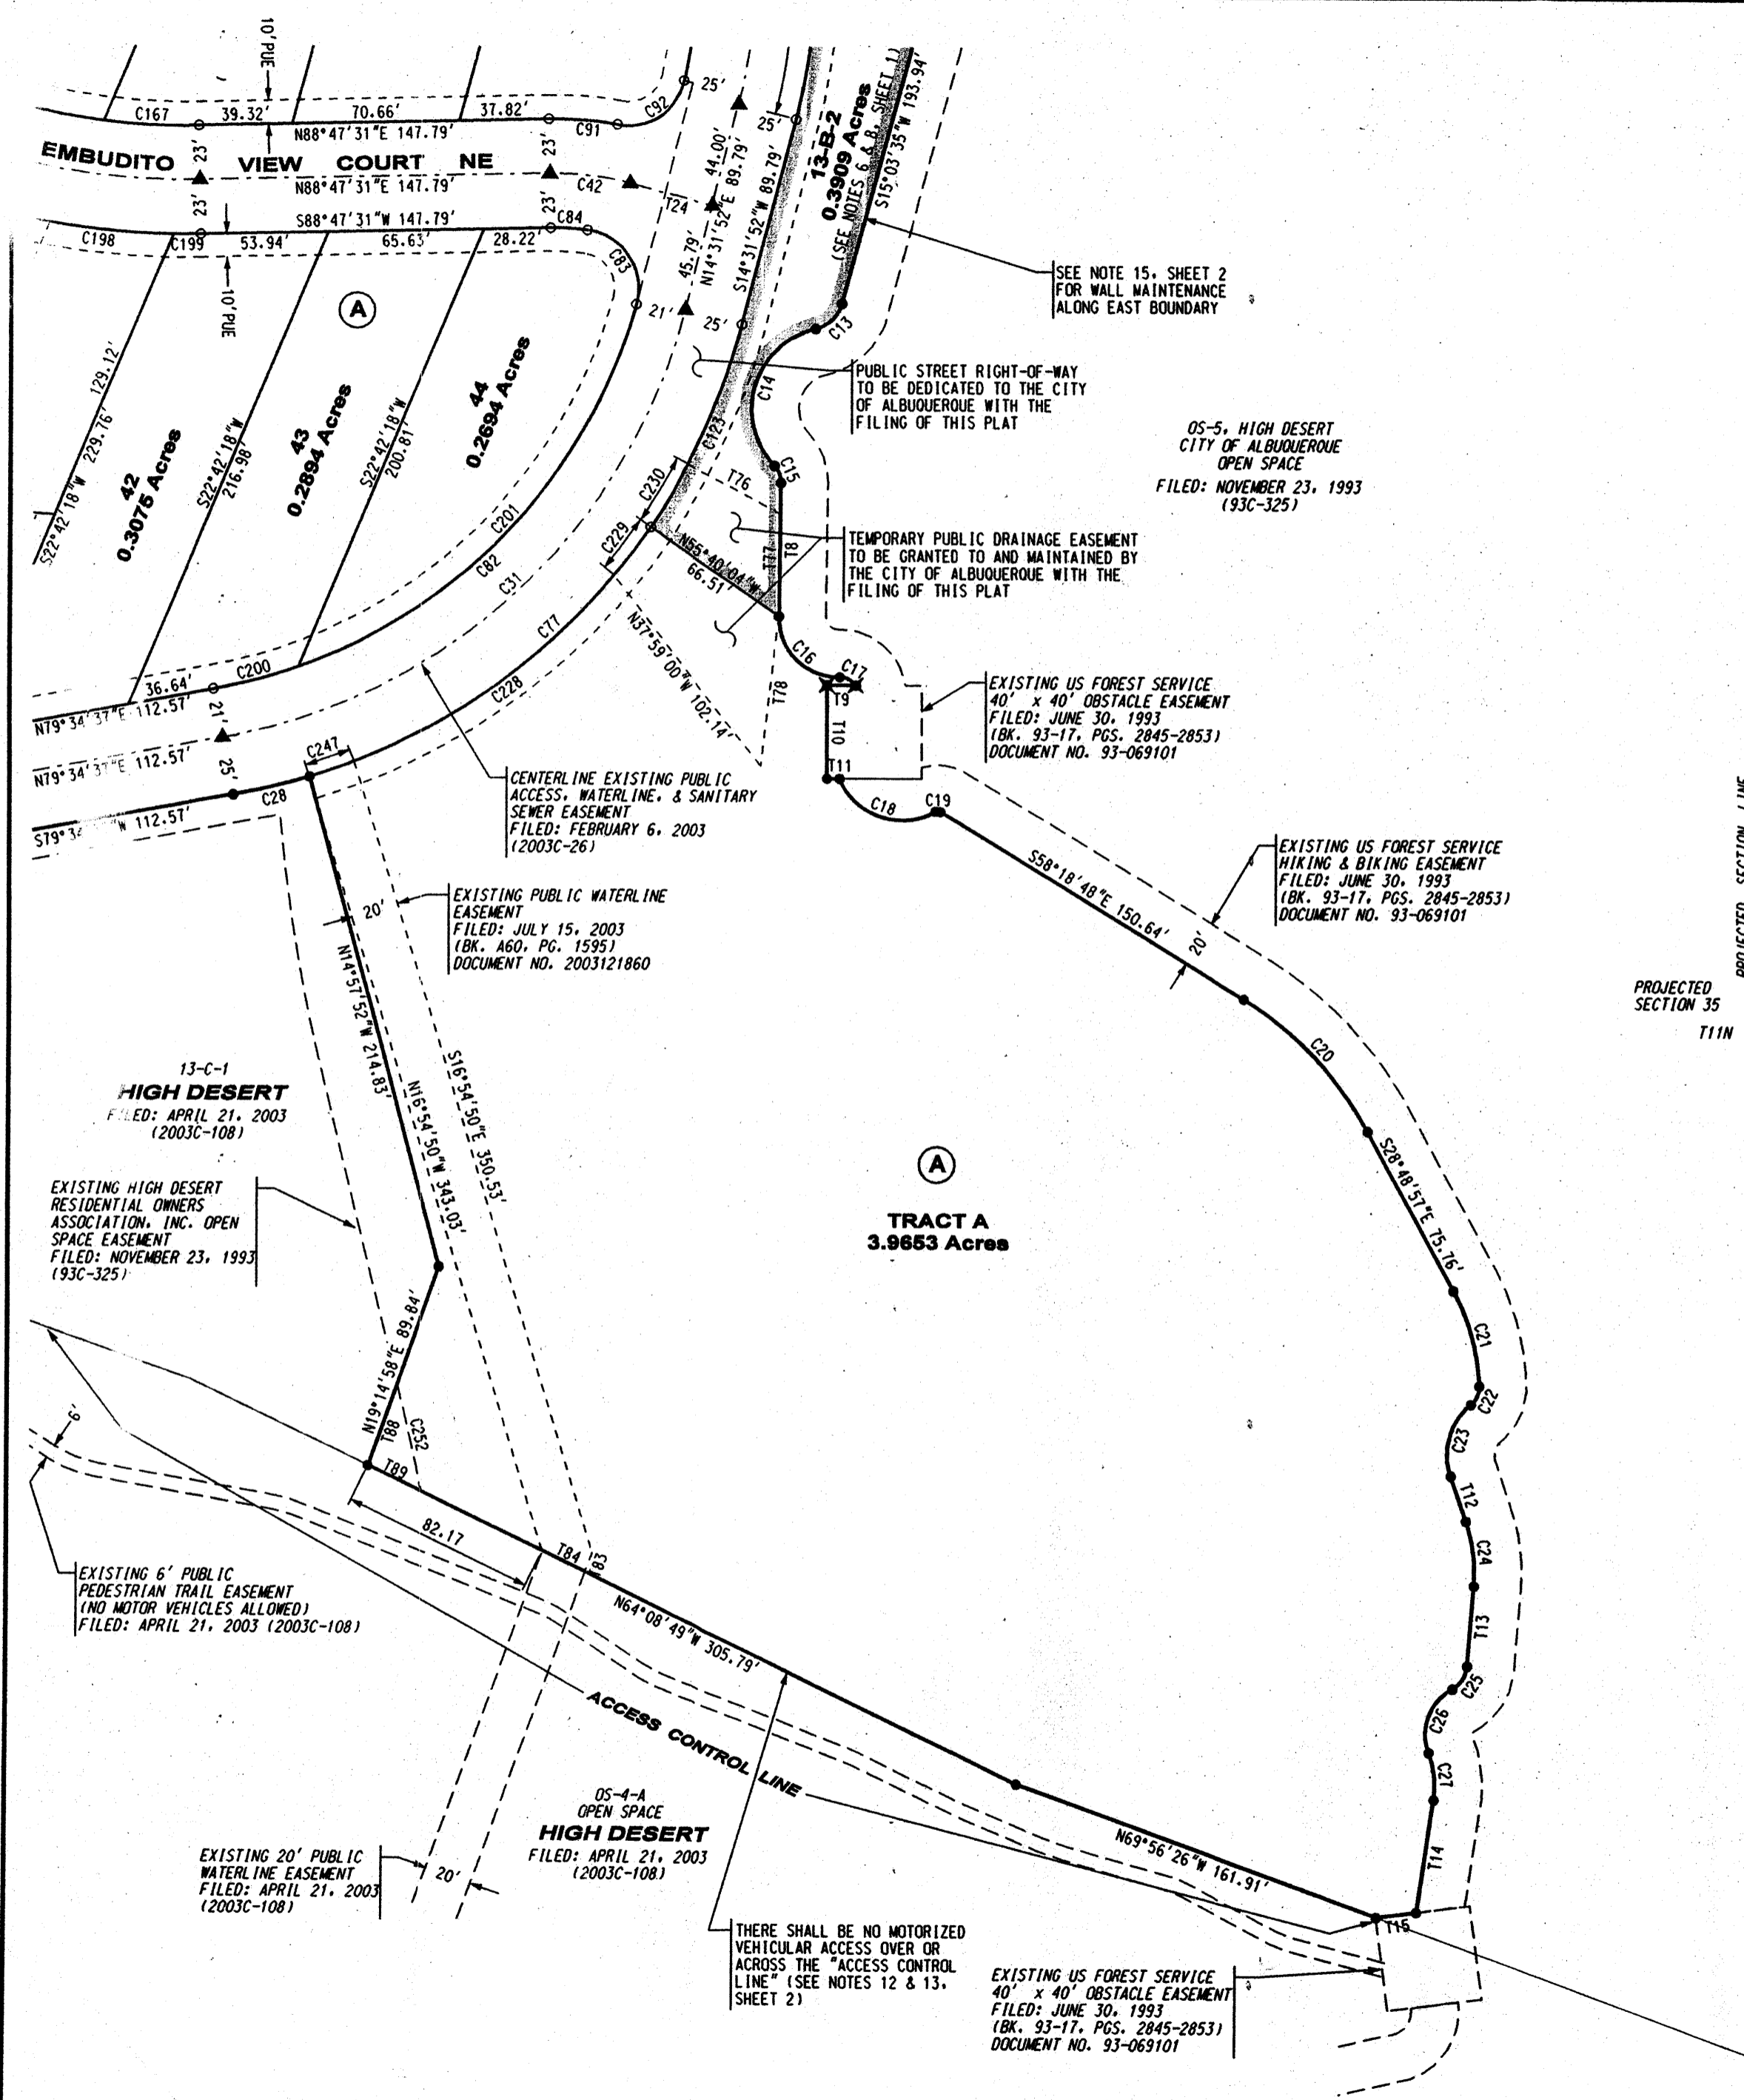 10' PUE
C167
39.32'
70.66'
37.82'
C91
C92
25'
N88°47'31"E 147.79'
EMBUDITO VIEW COURT NE
23'
23'
N88°47'31"E 147.79'
C42
T24
44.00'
N14°31'52"E 89.79'
45.79'
25'
S14°31'52"W 89.79'
13-B-2
0.3909 Acres
(SEE NOTES 6 & 8, SHEET 1)
S15°03'35"W 193.94'
23'
23'
S88°47'31"W 147.79'
C84
C198
C199
53.94'
65.63'
28.22'
C83
10' PUE
A
21'
25'
C13
SEE NOTE 15, SHEET 2
FOR WALL MAINTENANCE
ALONG EAST BOUNDARY
129.12'
S22°42'18"W 229.76'
42
0.3075 Acres
S22°42'18"W
216.98'
43
0.2894 Acres
S22°42'18"W
200.81'
44
0.2694 Acres
C14
PUBLIC STREET RIGHT-OF-WAY
TO BE DEDICATED TO THE CITY
OF ALBUQUERQUE WITH THE
FILING OF THIS PLAT
OS-5, HIGH DESERT
CITY OF ALBUQUERQUE
OPEN SPACE
FILED: NOVEMBER 23, 1993
(93C-325)
C123
C230
C15
T76
C229
C201
C82
C31
C77
N55°40'04"W
66.51'
T77
T8
TEMPORARY PUBLIC DRAINAGE EASEMENT
TO BE GRANTED TO AND MAINTAINED BY
THE CITY OF ALBUQUERQUE WITH THE
FILING OF THIS PLAT
N37°59'00"W 102.14'
T78
C16
C17
T9
T10
T11
C200
C228
36.64'
N79°34'37"E 112.57'
21'
N79°34'37"E 112.57'
C247
25'
C28
EXISTING US FOREST SERVICE
40' x 40' OBSTACLE EASEMENT
FILED: JUNE 30, 1993
(BK. 93-17, PGS. 2845-2853)
DOCUMENT NO. 93-069101
C18
C19
CENTERLINE EXISTING PUBLIC
ACCESS, WATERLINE, & SANITARY
SEWER EASEMENT
FILED: FEBRUARY 6, 2003
(2003C-26)
S58°18'48"E 150.64'
20'
EXISTING US FOREST SERVICE
HIKING & BIKING EASEMENT
FILED: JUNE 30, 1993
(BK. 93-17, PGS. 2845-2853)
DOCUMENT NO. 93-069101
PROJECTED SECTION LINE
PROJECTED
SECTION 35
T11N
W 112.57'
20'
EXISTING PUBLIC WATERLINE
EASEMENT
FILED: JULY 15, 2003
(BK. A60, PG. 1595)
DOCUMENT NO. 2003121860
N14°57'52"W 214.83'
N16°54'50"W 343.03'
S16°54'50"E 350.53'
C20
S28°48'57"E 75.76'
13-C-1
HIGH DESERT
FILED: APRIL 21, 2003
(2003C-108)
EXISTING HIGH DESERT
RESIDENTIAL OWNERS
ASSOCIATION, INC. OPEN
SPACE EASEMENT
FILED: NOVEMBER 23, 1993
(93C-325)
A
TRACT A
3.9653 Acres
C21
C22
C23
T12
C24
T13
C25
C26
C27
T14
T15
N19°14'58"E 89.84'
T88
C252
T89
6'
82.17
T84
T83
EXISTING 6' PUBLIC
PEDESTRIAN TRAIL EASEMENT
(NO MOTOR VEHICLES ALLOWED)
FILED: APRIL 21, 2003 (2003C-108)
N64°08'49"W 305.79'
ACCESS CONTROL LINE
N69°56'26"W 161.91'
OS-4-A
OPEN SPACE
HIGH DESERT
FILED: APRIL 21, 2003
(2003C-108)
EXISTING 20' PUBLIC
WATERLINE EASEMENT
FILED: APRIL 21, 2003
(2003C-108)
20'
THERE SHALL BE NO MOTORIZED
VEHICULAR ACCESS OVER OR
ACROSS THE "ACCESS CONTROL
LINE" (SEE NOTES 12 & 13,
SHEET 2)
EXISTING US FOREST SERVICE
40' x 40' OBSTACLE EASEMENT
FILED: JUNE 30, 1993
(BK. 93-17, PGS. 2845-2853)
DOCUMENT NO. 93-069101